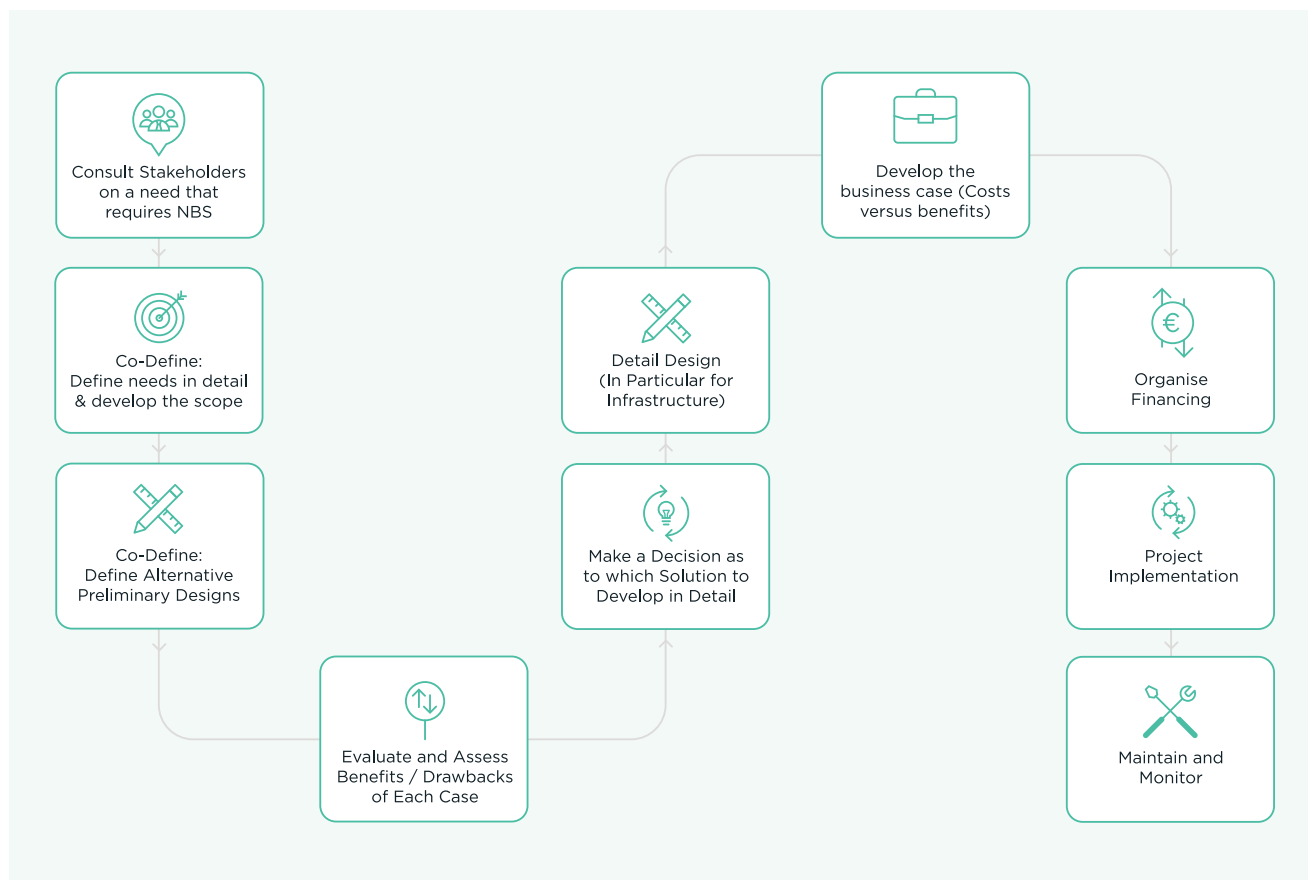 Consult Stakeholders
on a need that
requires NBS
Co-Define:
Define needs in detail
& develop the scope
Co-Define:
Define Alternative
Preliminary Designs
Evaluate and Assess
Benefits / Drawbacks
of Each Case
Make a Decision as
to which Solution to
Develop in Detail
Detail Design
(In Particular for
Infrastructure)
Develop the
business case (Costs
versus benefits)
€
Organise
Financing
Project
Implementation
Maintain and
Monitor